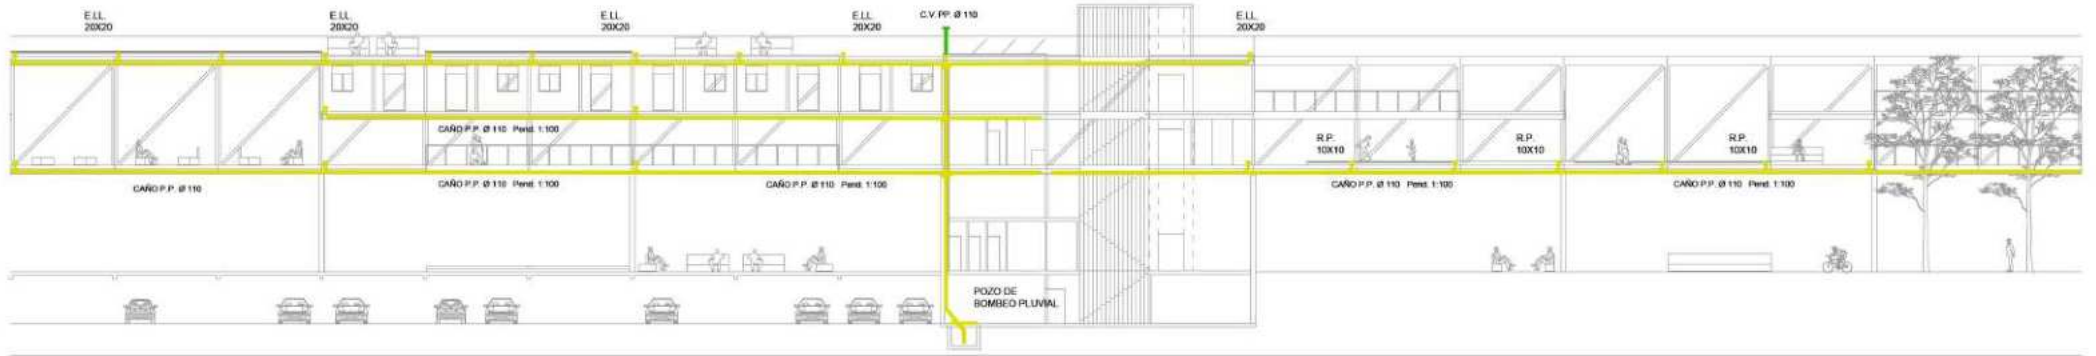 E.LL.
20X20
E.LL.
20X20
E.LL.
20X20
E.LL.
20X20
C.V. PP. Ø 110
E.LL.
20X20
CAÑO P.P. Ø 110 Pend. 1:100
R.P.
10X10
R.P.
10X10
R.P.
10X10
CAÑO P.P. Ø 110
CAÑO P.P. Ø 110 Pend. 1:100
CAÑO P.P. Ø 110 Pend. 1:100
CAÑO P.P. Ø 110 Pend. 1:100
CAÑO P.P. Ø 110 Pend. 1:100
POZO DE
BOMBEO PLUVIAL